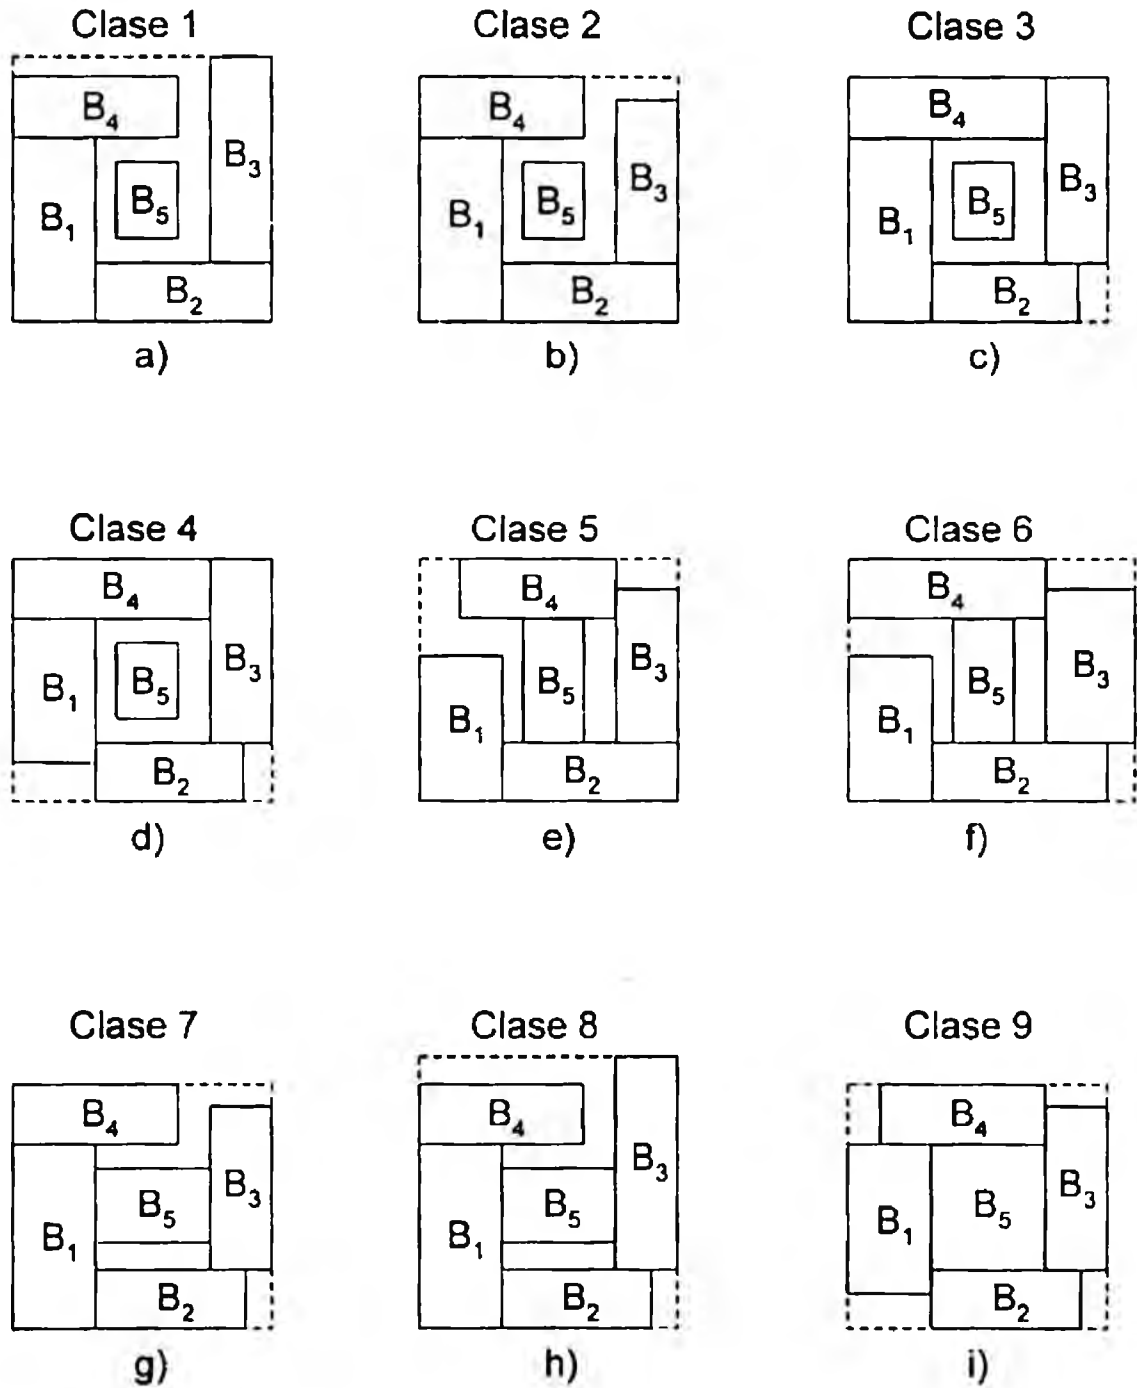 Clase 1 Clase 2 Clase 3
B4 B4 B4
B3 B3 B3
B1 B5 B1 B5 B1 B5
B2 B2 B2
a) b) c)
Clase 4 Clase 5 Clase 6
B4 B4 B4
B1 B5 B3 B1 B5 B3 B1 B5 B3
B2 B2 B2
d) e) f)
Clase 7 Clase 8 Clase 9
B4 B4 B4
B1 B5 B3 B1 B5 B3 B1 B5 B3
B2 B2 B2
g) h) i)